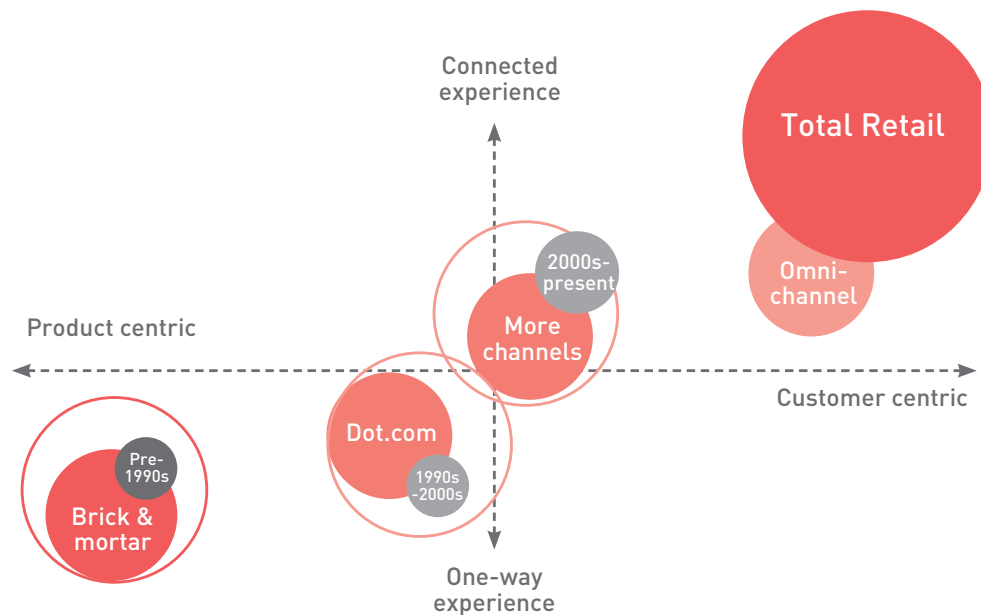 Connected
experience
Total Retail
2000s-
present
Omni-
channel
Product centric
More
channels
Customer centric
Dot.com
Pre-
1990s
1990s
-2000s
Brick &
mortar
One-way
experience